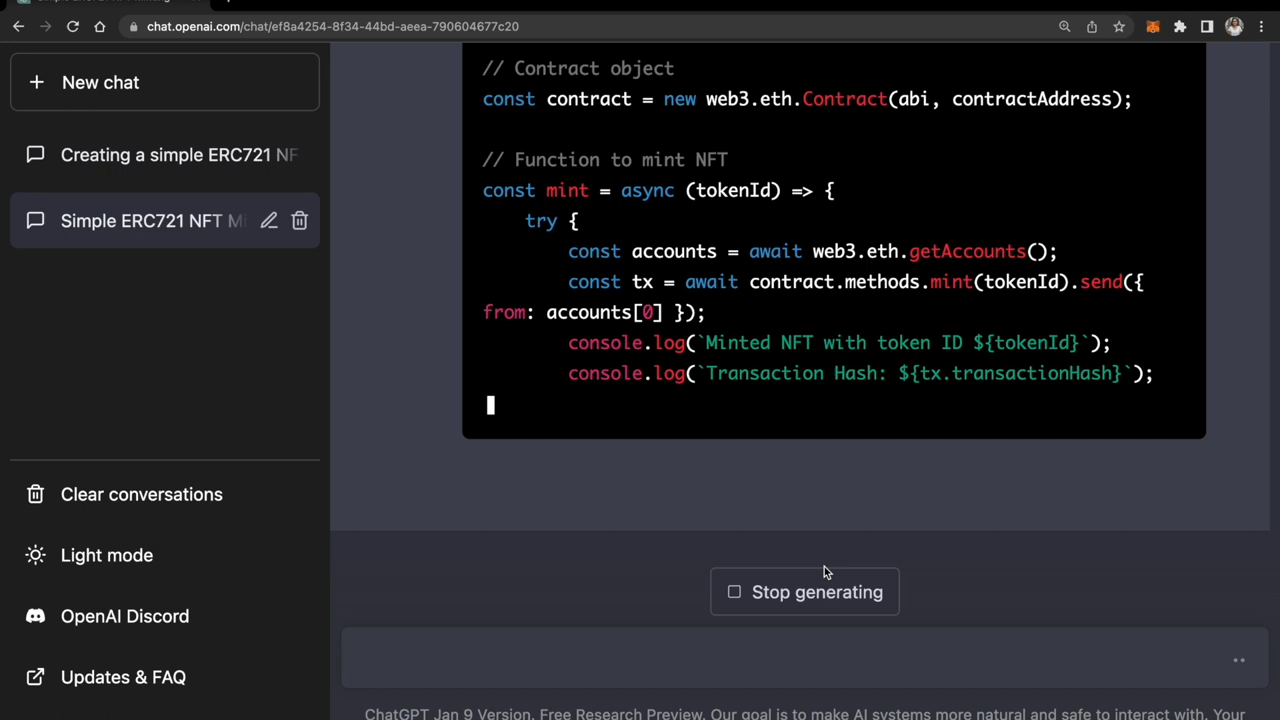 chat.openai.com/chat/ef8a4254-8f34-44bd-aeea-790604677c20
New chat
Creating a simple ERC721 NF
Simple ERC721 NFT M
Clear conversations
Light mode
OpenAI Discord
Updates & FAQ
// Contract object
const contract = new web3.eth.Contract(abi, contractAddress);
// Function to mint NFT
const mint = async (tokenId) => {
try {
const accounts = await web3.eth.getAccounts();
const tx = await contract.methods.mint(tokenId).send({
from: accounts[0] });
console.log(`Minted NFT with token ID ${tokenId}`);
console.log(`Transaction Hash: ${tx.transactionHash}`);
Stop generating
ChatGPT Jan 9 Version. Free Research Preview. Our goal is to make AI systems more natural and safe to interact with. Your